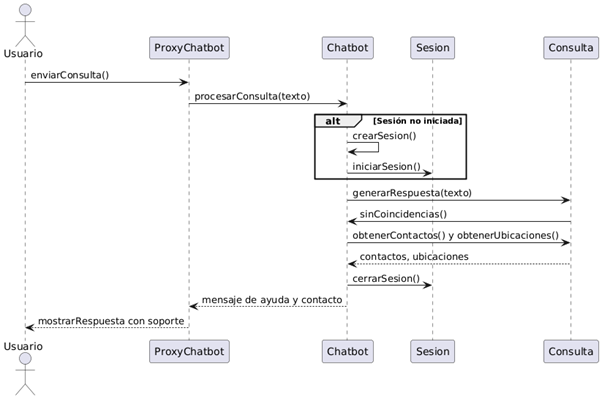 Usuario ProxyChatbot Chatbot Sesion Consulta
enviarConsulta()
procesarConsulta(texto)
alt [Sesión no iniciada]
crearSesion()
iniciarSesion()
generarRespuesta(texto)
sinCoincidencias()
obtenerContactos() y obtenerUbicaciones()
contactos, ubicaciones
cerrarSesion()
mensaje de ayuda y contacto
mostrarRespuesta con soporte
Usuario ProxyChatbot Chatbot Sesion Consulta